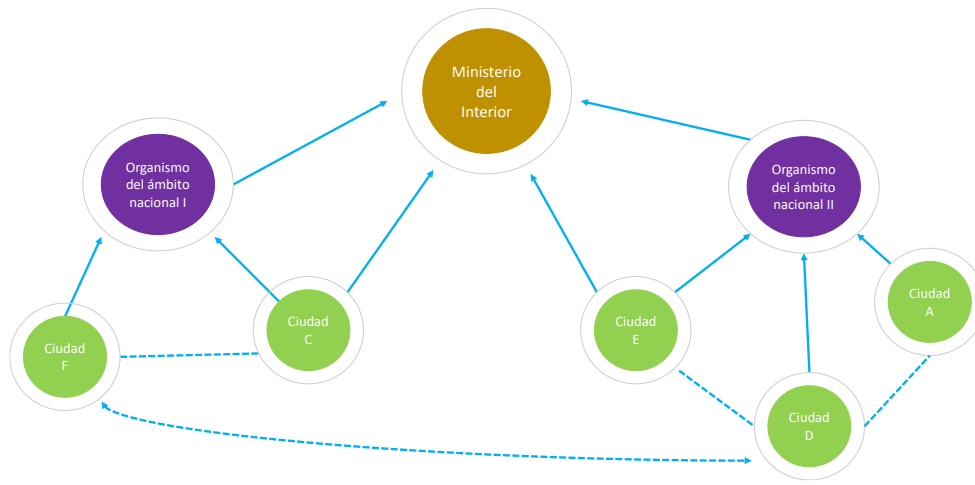 Ministerio
del
Interior
Organismo
del ámbito
nacional I
Organismo
del ámbito
nacional II
Ciudad
A
Ciudad
C
Ciudad
E
Ciudad
F
Ciudad
D